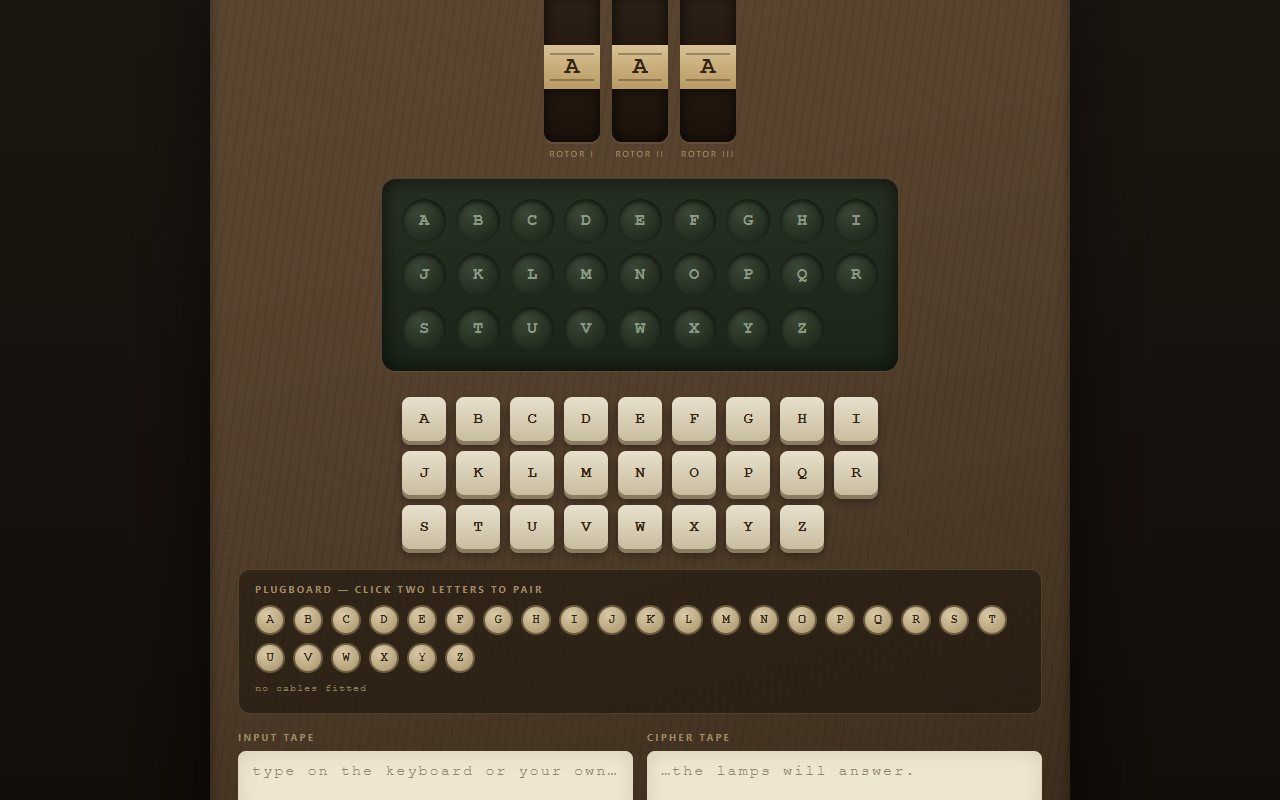 A A A
ROTOR I ROTOR II ROTOR III
A B C D E F G H I
J K L M N O P Q R
S T U V W X Y Z
A B C D E F G H I
J K L M N O P Q R
S T U V W X Y Z
PLUGBOARD — CLICK TWO LETTERS TO PAIR
A B C D E F G H I J K L M N O P Q R S T
U V W X Y Z
no cables fitted
INPUT TAPE CIPHER TAPE
type on the keyboard or your own… …the lamps will answer.